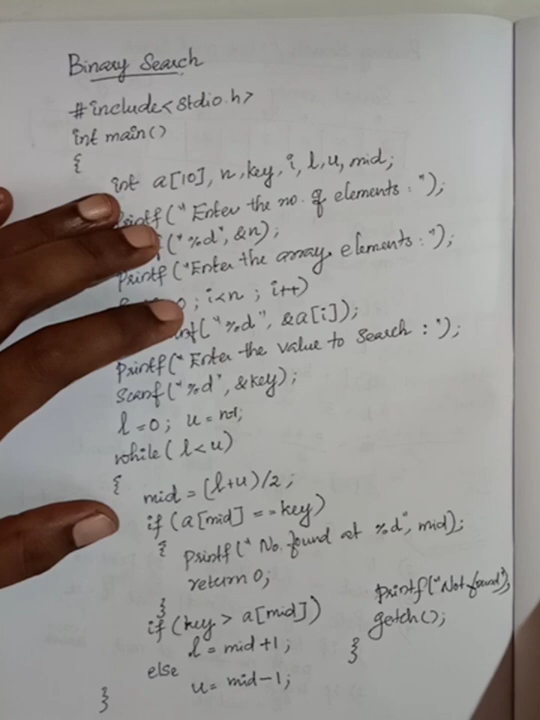 Binary Search
#include<stdio.h>
int main()
{
int a[10], n, key, i, l, u, mid;
printf("Enter the no. of elements : ");
("%d", &n);
printf("Enter the array elements : ");
0; i<n ; i++)
nf("%d", &a[i]);
printf("Enter the value to search : ");
Scanf("%d", &key);
l=0; u=
while(l<u)
{ mid = (l+u)/2;
if (a[mid] == key)
{ printf("No. found at %d", mid);
return 0;
}
if (key > a[mid])
l = mid+1;
else
u= mid-1;
}
printf("Not found");
getch();
}